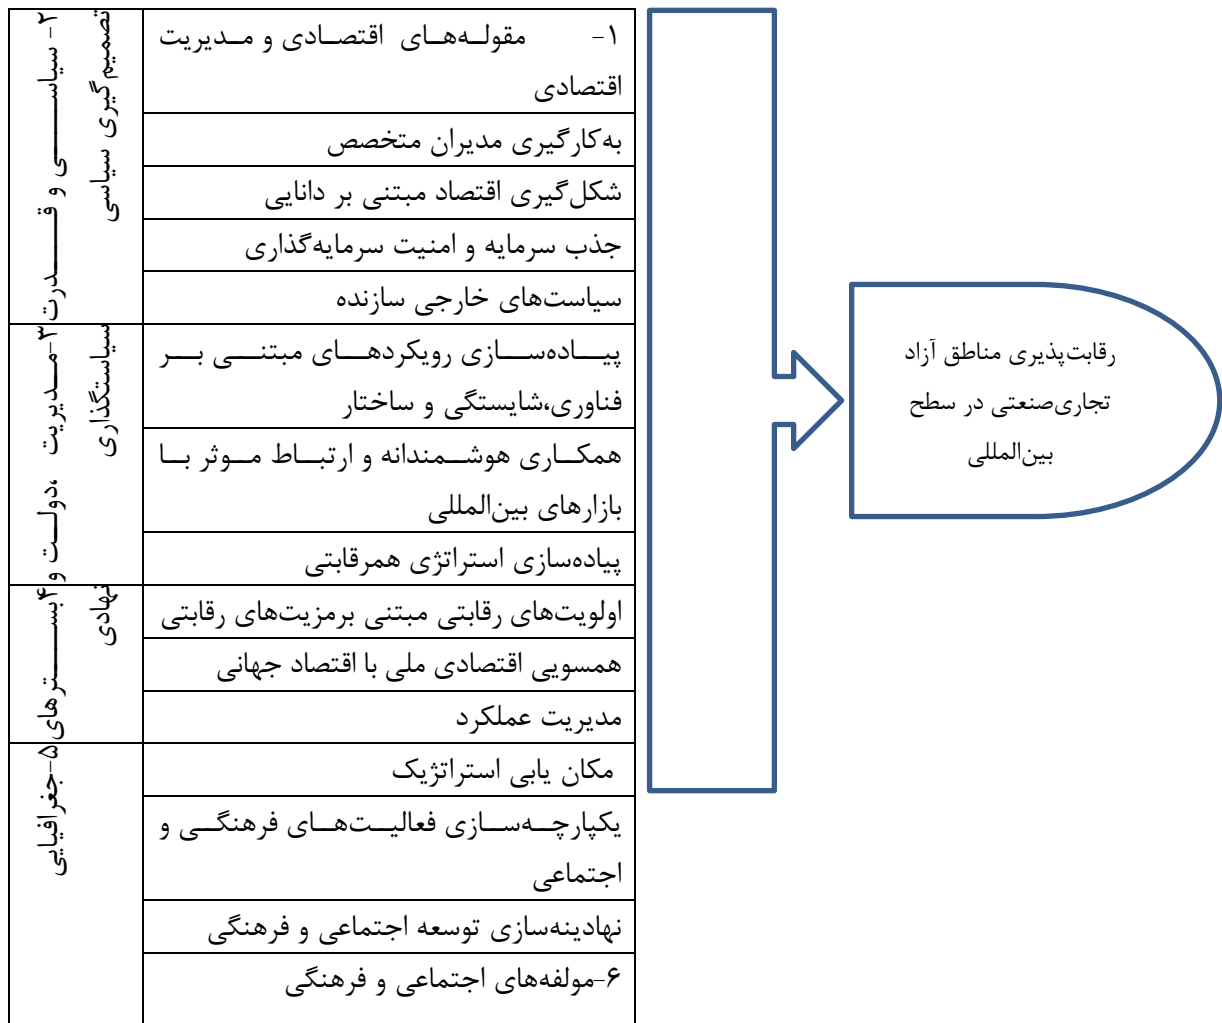 ۱- مقوله‌های اقتصادی و مدیریت
اقتصادی
به‌کارگیری مدیران متخصص
شکل‌گیری اقتصاد مبتنی بر دانایی
جذب سرمایه و امنیت سرمایه‌گذاری
سیاست‌های خارجی سازنده
۲- سیاسی و قدرت
تصمیم‌گیری سیاسی
پیاده‌سازی رویکردهای مبتنی بر
فناوری،شایستگی و ساختار
همکاری هوشمندانه و ارتباط موثر با
بازارهای بین‌المللی
پیاده‌سازی استراتژی همرقابتی
۳-مدیریت ،دولت و
سیاستگذاری
اولویت‌های رقابتی مبتنی برمزیت‌های رقابتی
همسویی اقتصادی ملی با اقتصاد جهانی
مدیریت عملکرد
۴بسترهای
نهادی
مکان یابی استراتژیک
یکپارچه‌سازی فعالیت‌های فرهنگی و
اجتماعی
نهادینه‌سازی توسعه اجتماعی و فرهنگی
۶-مولفه‌های اجتماعی و فرهنگی
۵-جغرافیایی
رقابت‌پذیری مناطق آزاد
تجاری‌صنعتی در سطح
بین‌المللی